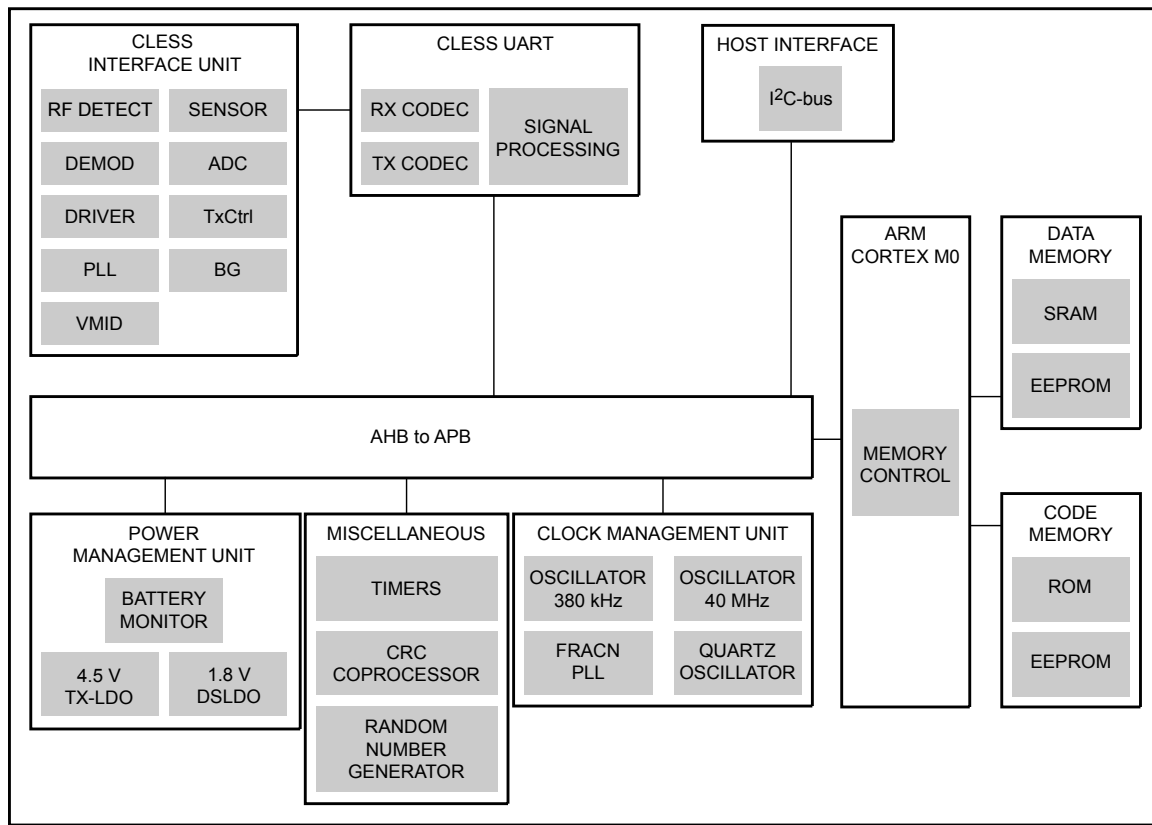 CLESS
INTERFACE UNIT
RF DETECT
SENSOR
DEMOD
ADC
DRIVER
TxCtrl
PLL
BG
VMID
CLESS UART
RX CODEC
TX CODEC
SIGNAL
PROCESSING
HOST INTERFACE
I²C-bus
ARM
CORTEX M0
MEMORY
CONTROL
DATA
MEMORY
SRAM
EEPROM
AHB to APB
CODE
MEMORY
ROM
EEPROM
POWER
MANAGEMENT UNIT
BATTERY
MONITOR
4.5 V
TX-LDO
1.8 V
DSLDO
MISCELLANEOUS
TIMERS
CRC
COPROCESSOR
RANDOM
NUMBER
GENERATOR
CLOCK MANAGEMENT UNIT
OSCILLATOR
380 kHz
OSCILLATOR
40 MHz
FRACN
PLL
QUARTZ
OSCILLATOR